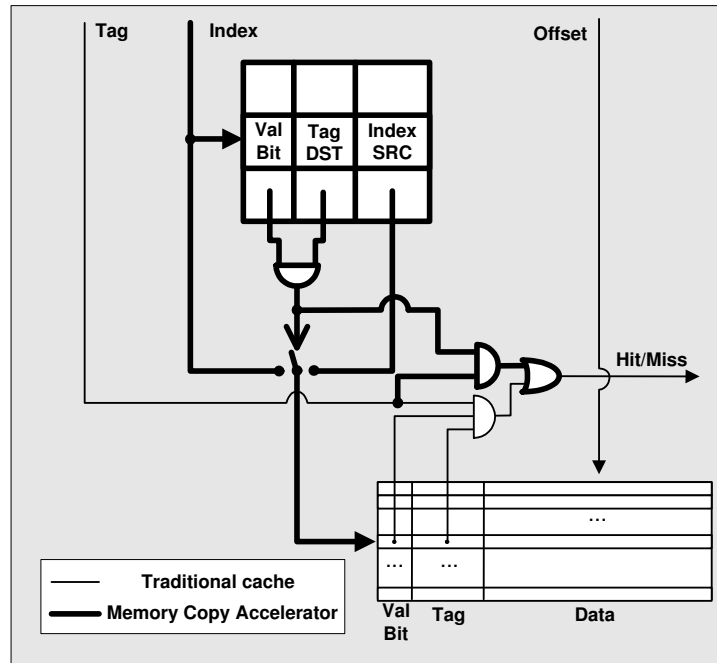 Tag Index Offset
Val Bit Tag DST Index SRC
Hit/Miss
...
... ...
Traditional cache
Memory Copy Accelerator
Val Bit Tag Data